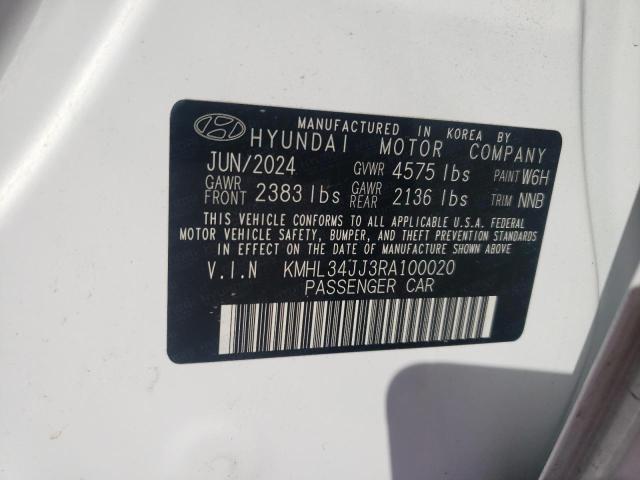 MANUFACTURED IN KOREA BY
HYUNDAI MOTOR COMPANY
JUN/2024 GVWR 4575 lbs PAINT W6H
GAWR FRONT 2383 lbs GAWR REAR 2136 lbs TRIM NNB
THIS VEHICLE CONFORMS TO ALL APPLICABLE U.S.A. FEDERAL
MOTOR VEHICLE SAFETY, BUMPER, AND THEFT PREVENTION STANDARDS
IN EFFECT ON THE DATE OF MANUFACTURE SHOWN ABOVE
V.I.N KMHL34JJ3RA100020
PASSENGER CAR